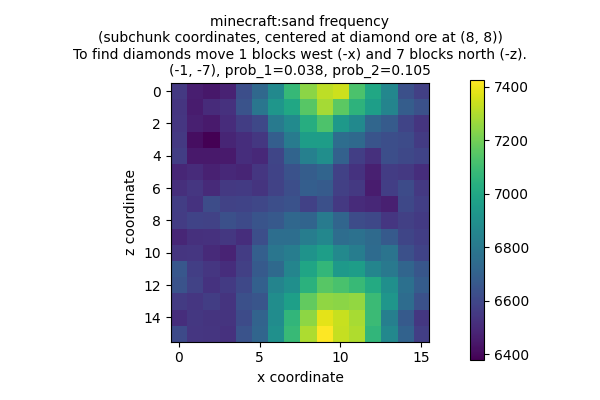 minecraft:sand frequency
(subchunk coordinates, centered at diamond ore at (8, 8))
To find diamonds move 1 blocks west (-x) and 7 blocks north (-z).
(-1, -7), prob_1=0.038, prob_2=0.105
0
2
4
6
8
10
12
14
z coordinate
0 5 10 15
x coordinate
7400
7200
7000
6800
6600
6400